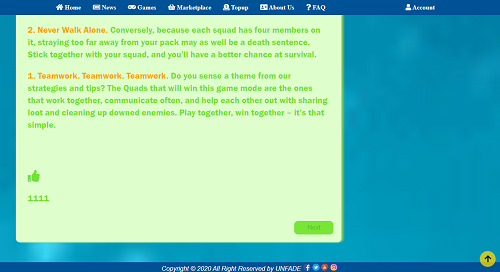 Home News Games Marketplace Topup About Us FAQ Account
2. Never Walk Alone. Conversely, because each squad has four members on
it, straying too far away from your pack may as well be a death sentence.
Stick together with your squad, and you'll have a better chance at survival.
1. Teamwork. Teamwork. Teamwork. Do you sense a theme from our
strategies and tips? The Quads that will win this game mode are the ones
that work together, communicate often, and help each other out with sharing
loot and cleaning up downed enemies. Play together, win together – it's that
simple.
1111
Next
Copyright © 2020 All Right Reserved by UNFADE